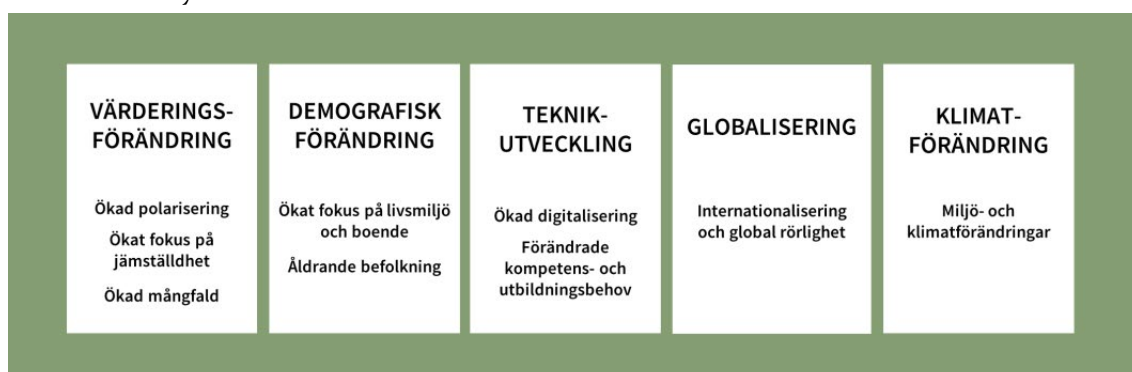 VÄRDERINGS-
FÖRÄNDRING
Ökad polarisering
Ökat fokus på
jämställdhet
Ökad mångfald
DEMOGRAFISK
FÖRÄNDRING
Ökat fokus på livsmiljö
och boende
Åldrande befolkning
TEKNIK-
UTVECKLING
Ökad digitalisering
Förändrade
kompetens- och
utbildningsbehov
GLOBALISERING
Internationalisering
och global rörlighet
KLIMAT-
FÖRÄNDRING
Miljö- och
klimatförändringar